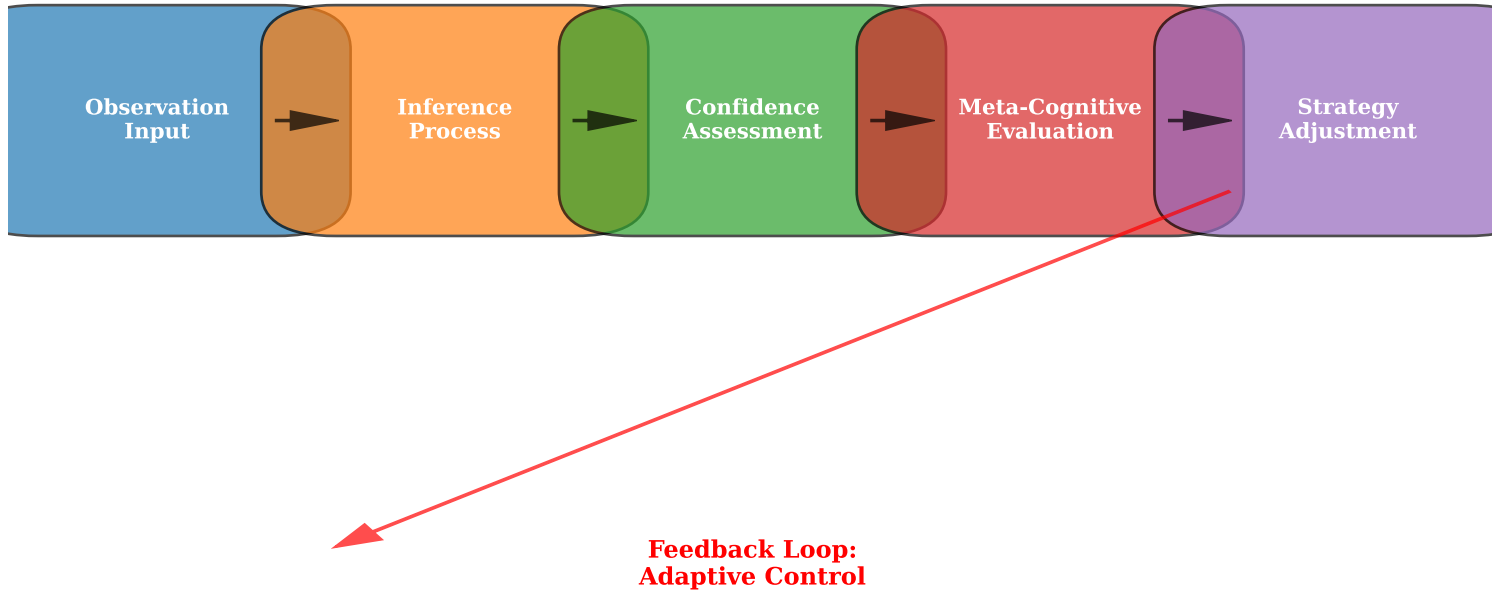 Observation
Input
Inference
Process
Confidence
Assessment
Meta-Cognitive
Evaluation
Strategy
Adjustment
Feedback Loop:
Adaptive Control